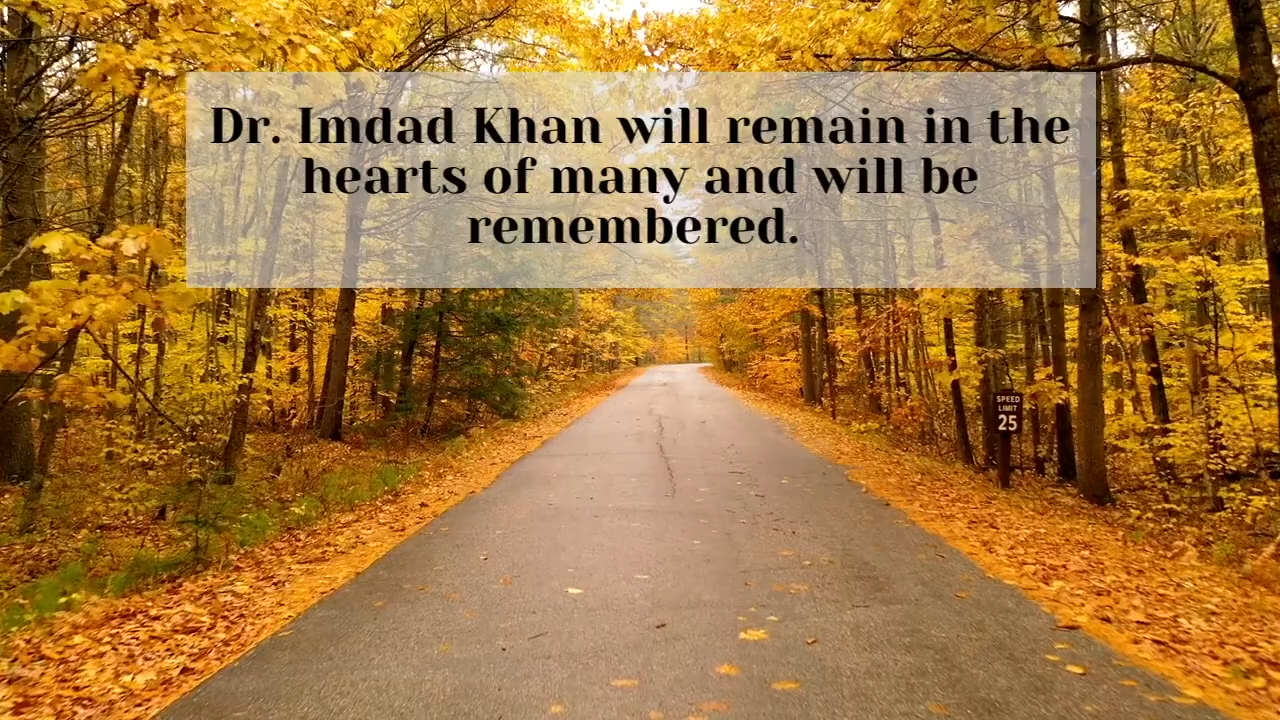 Dr. Imdad Khan will remain in the
hearts of many and will be
remembered.
SPEED
LIMIT
25